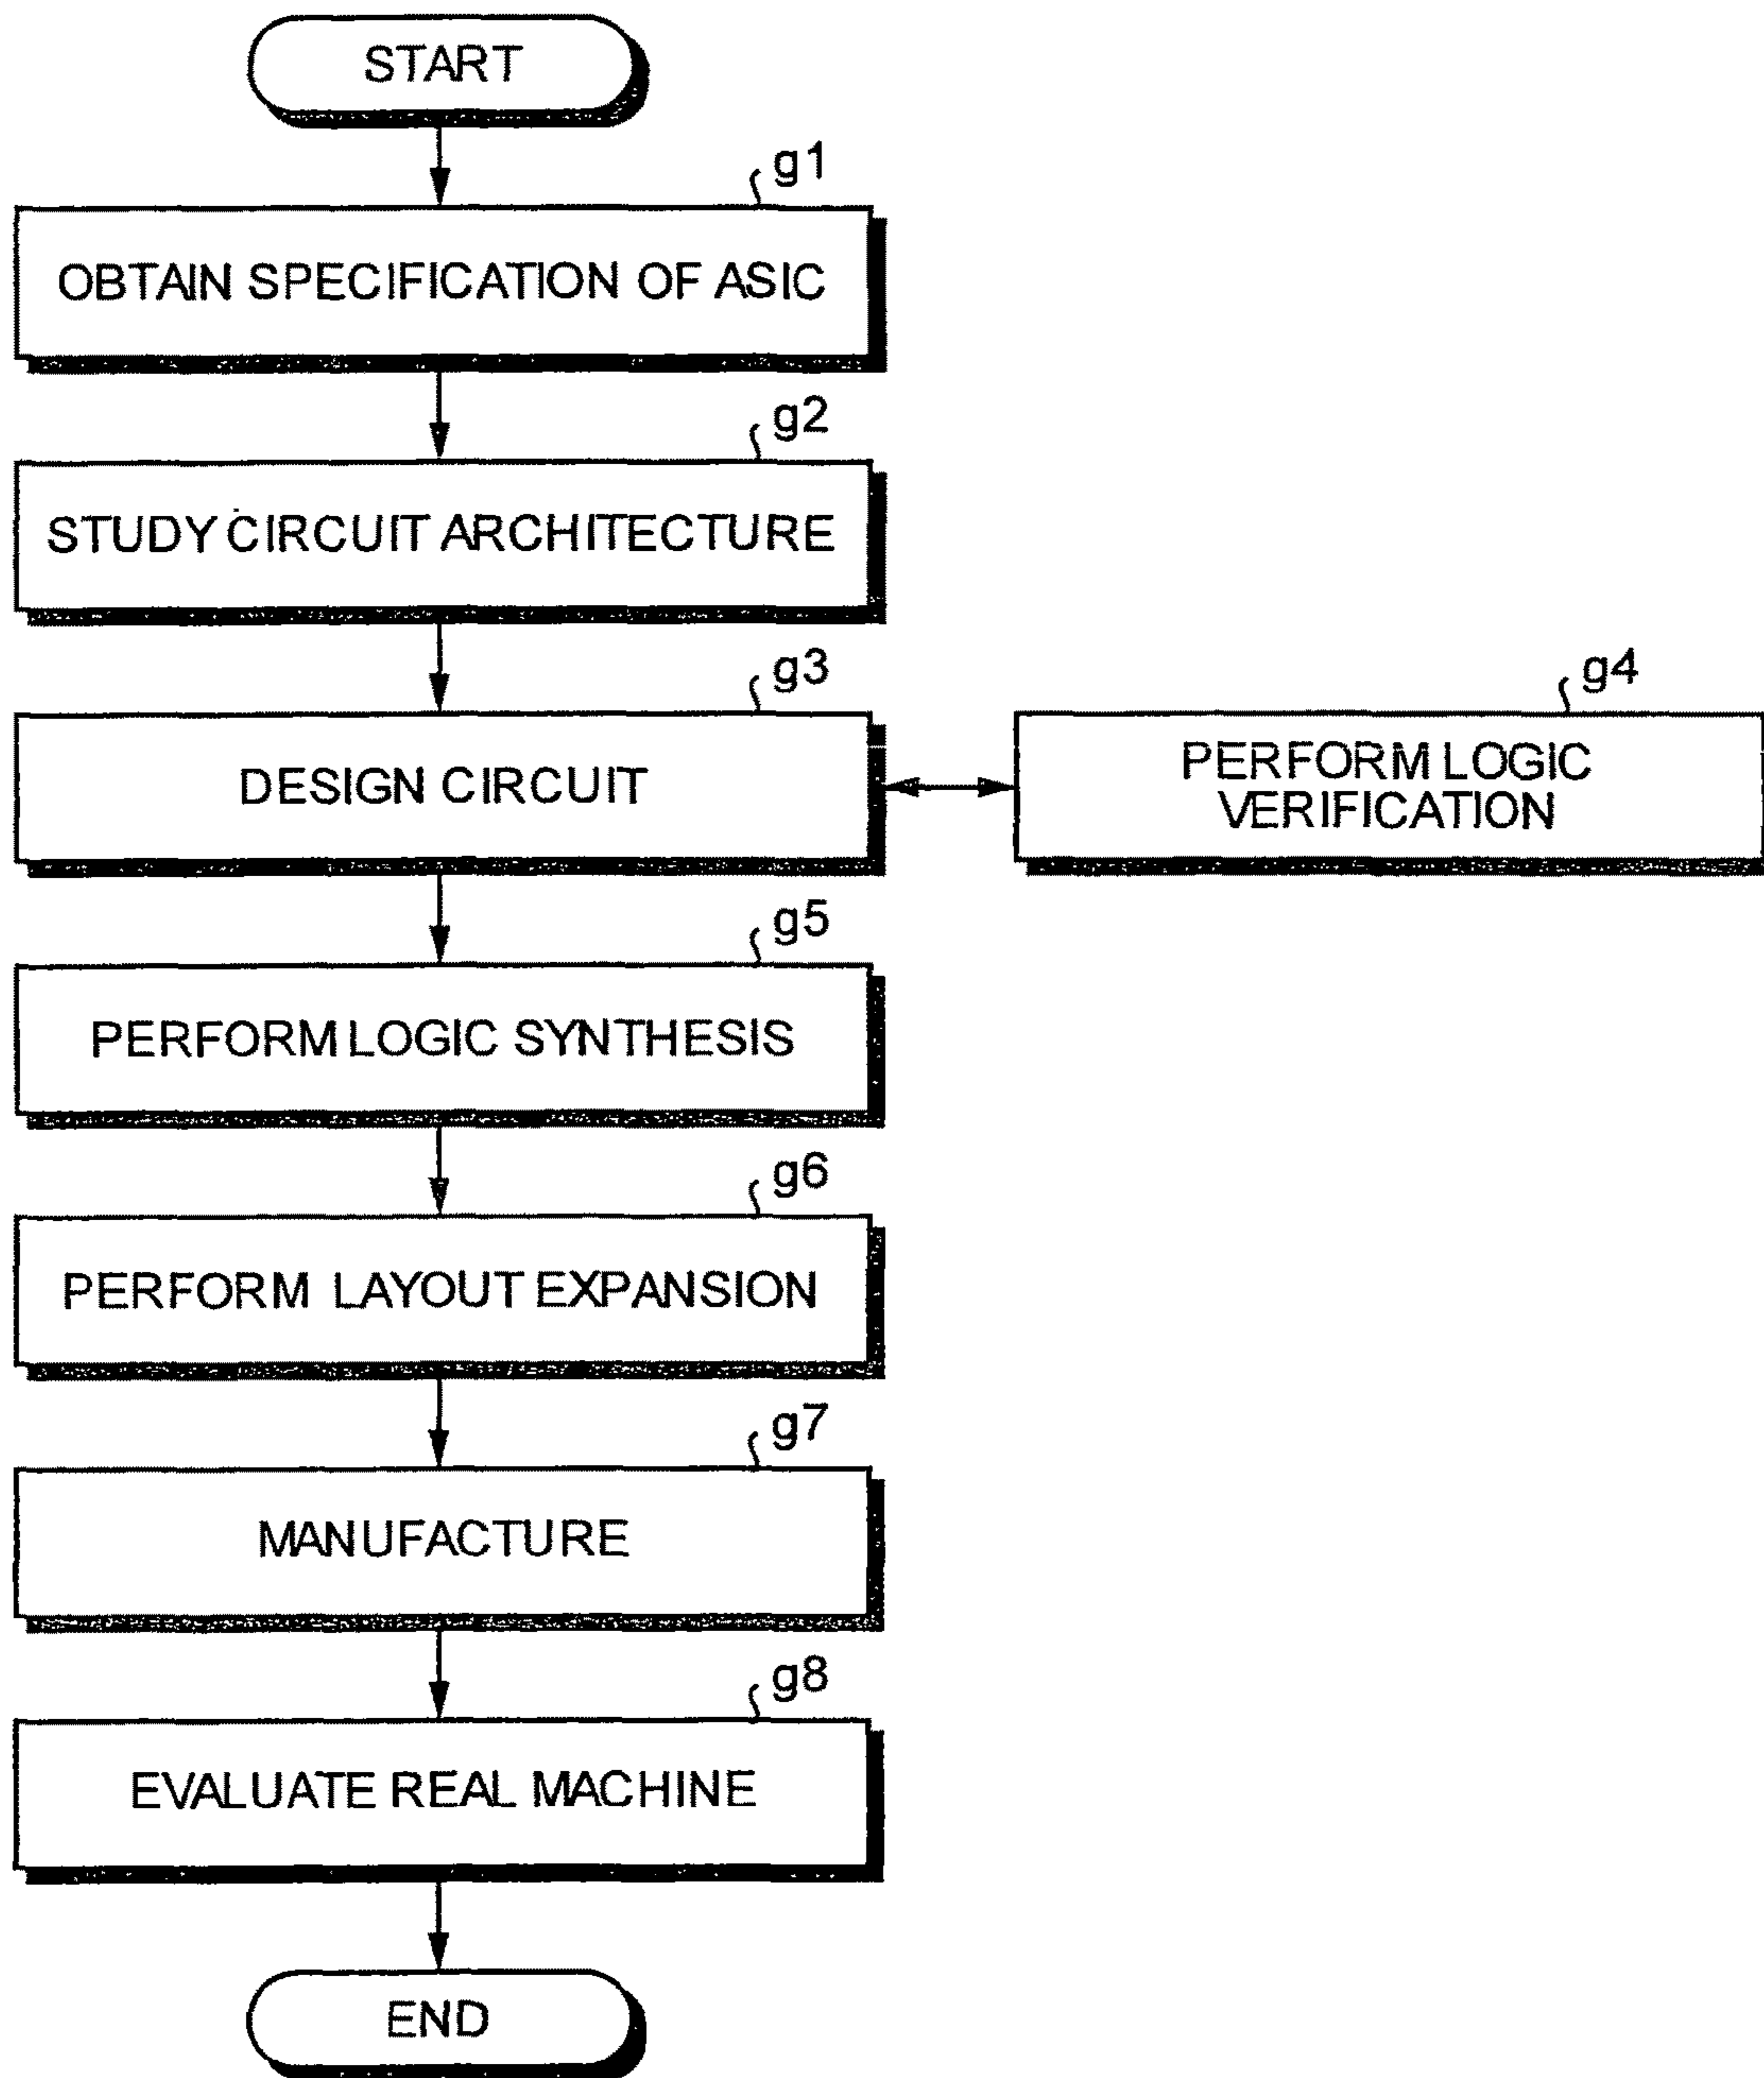 START
g1
OBTAIN SPECIFICATION OF ASIC
g2
STUDY CIRCUIT ARCHITECTURE
g3
DESIGN CIRCUIT
g4
PERFORM LOGIC
VERIFICATION
g5
PERFORM LOGIC SYNTHESIS
g6
PERFORM LAYOUT EXPANSION
g7
MANUFACTURE
g8
EVALUATE REAL MACHINE
END